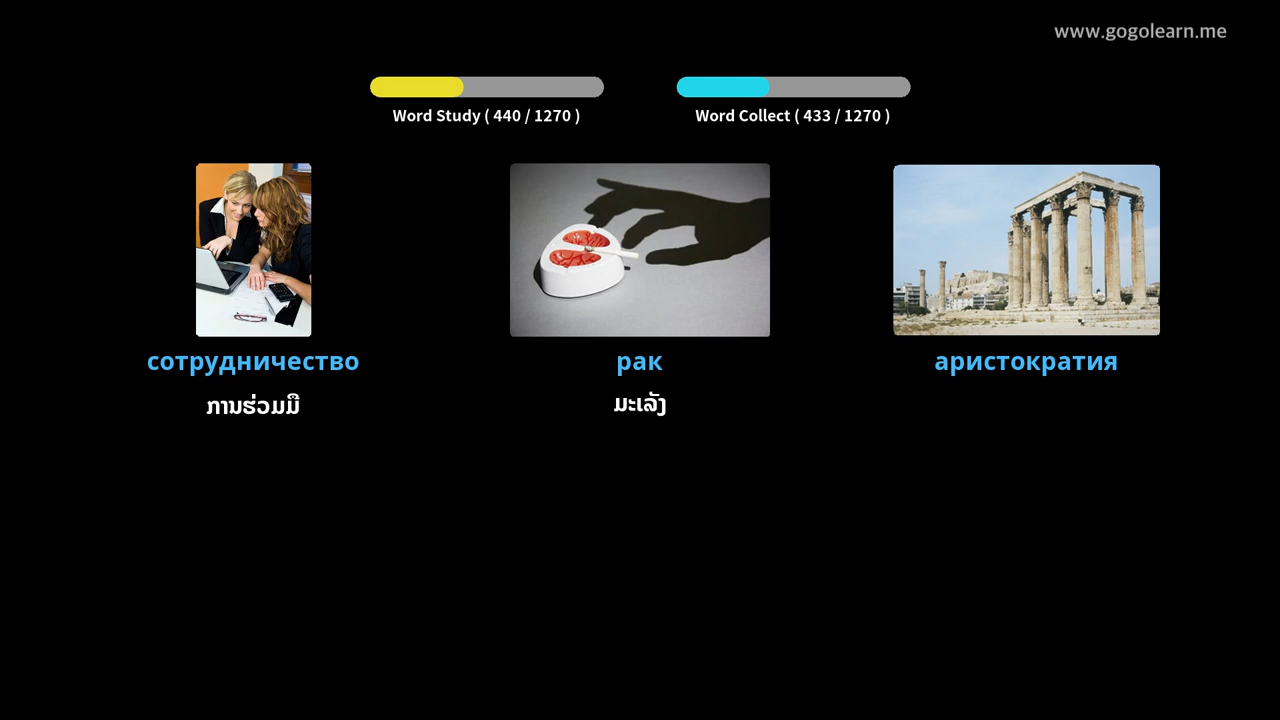 www.gogolearn.me
Word Study ( 440 / 1270 )
Word Collect ( 433 / 1270 )
сотрудничество
рак
аристократия
ການຮ່ວມມື
ມະເລັງ